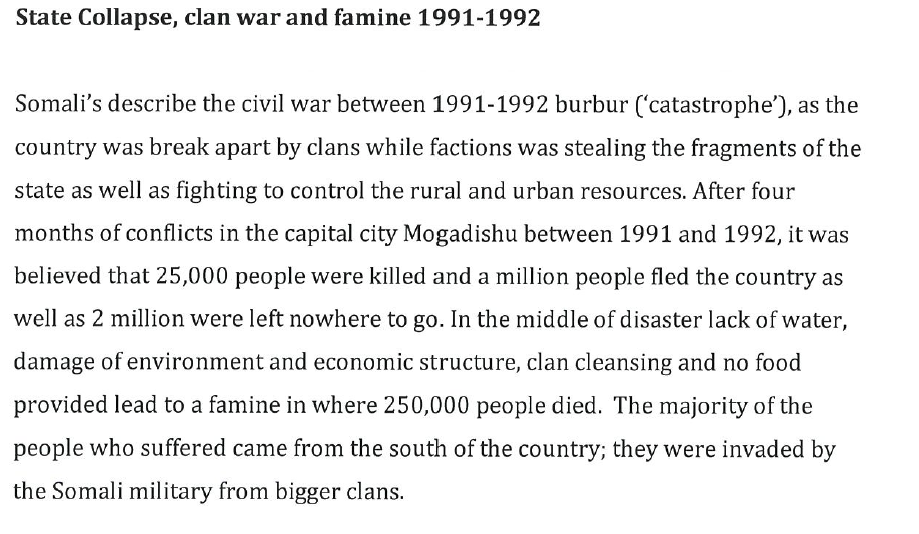 State Collapse, clan war and famine 1991-1992
Somali’s describe the civil war between 1991-1992 burbur (‘catastrophe’), as the
country was break apart by clans while factions was stealing the fragments of the
state as well as fighting to control the rural and urban resources. After four
months of conflicts in the capital city Mogadishu between 1991 and 1992, it was
believed that 25,000 people were killed and a million people fled the country as
well as 2 million were left nowhere to go. In the middle of disaster lack of water,
damage of environment and economic structure, clan cleansing and no food
provided lead to a famine in where 250,000 people died.  The majority of the
people who suffered came from the south of the country; they were invaded by
the Somali military from bigger clans.